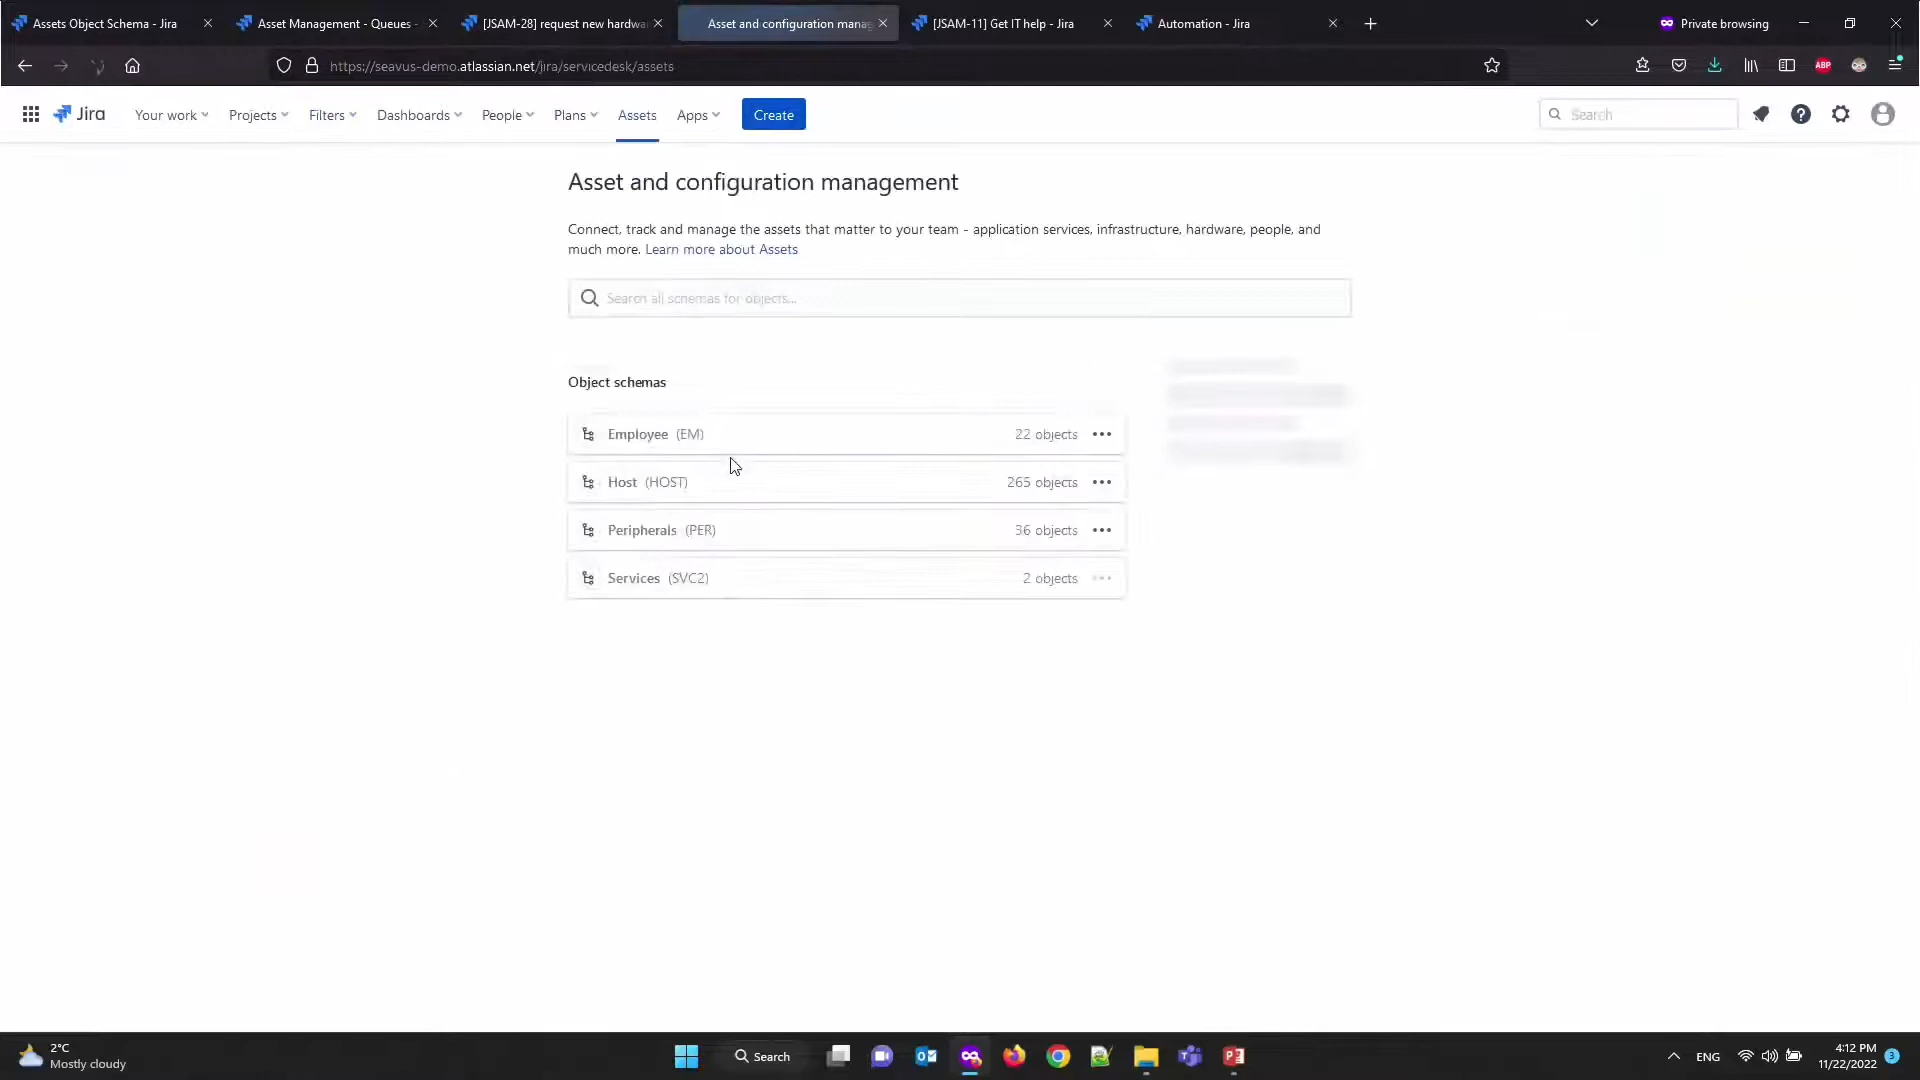 Assets Object Schema - Jira
Asset Management - Queues -
[JSAM-28] request new hardwa
Asset and configuration manag
[JSAM-11] Get IT help - Jira
Automation - Jira
Private browsing
https://seavus-demo.atlassian.net/jira/servicedesk/assets
ABP
Jira
Your work
Projects
Filters
Dashboards
People
Plans
Assets
Apps
Create
Search
Asset and configuration management
Connect, track and manage the assets that matter to your team - application services, infrastructure, hardware, people, and
much more. Learn more about Assets
Search all schemas for objects...
Object schemas
Employee (EM) 22 objects
Host (HOST) 265 objects
Peripherals (PER) 36 objects
Services (SVC2) 2 objects
2°C
Mostly cloudy
Search
ENG
4:12 PM
11/22/2022
3